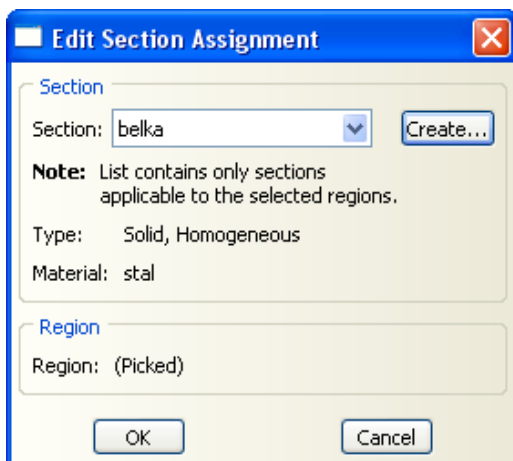 Edit Section Assignment
Section
Section: belka Create...
Note: List contains only sections
applicable to the selected regions.
Type: Solid, Homogeneous
Material: stal
Region
Region: (Picked)
OK Cancel